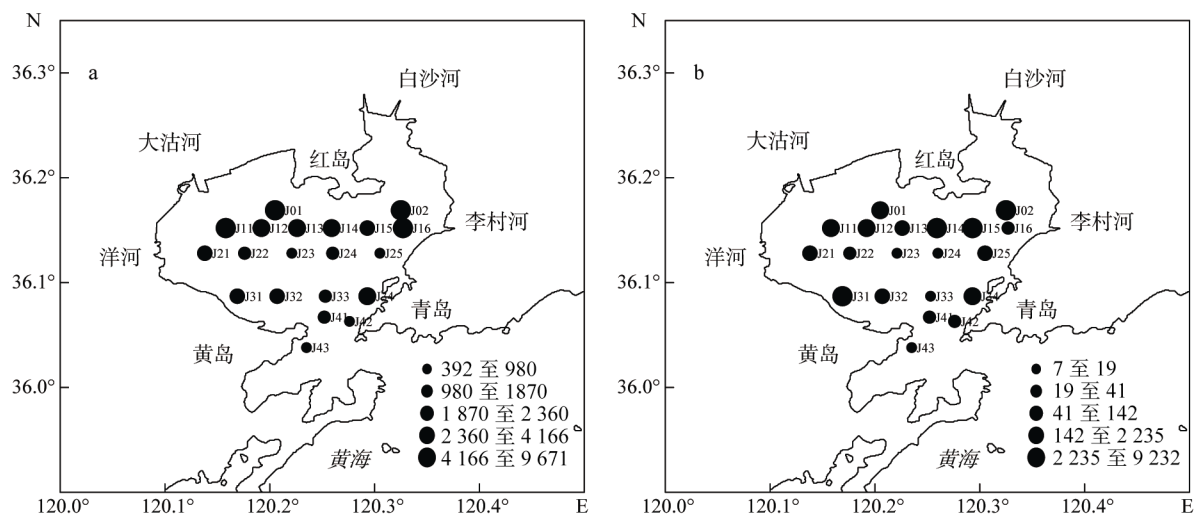 N
a
36.3°
36.2°
36.1°
36.0°
白沙河
大沽河
红岛
J01
J02
J11
J12
J13
J14
J15
J16
李村河
洋河
J21
J22
J23
J24
J25
J31
J32
J33
J34
J41
J42
青岛
黄岛
J43
392 至 980
980 至 1870
1 870 至 2 360
2 360 至 4 166
4 166 至 9 671
黄海
120.0°
120.1°
120.2°
120.3°
120.4°
E
N
b
36.3°
36.2°
36.1°
36.0°
白沙河
大沽河
红岛
J01
J02
J11
J12
J13
J14
J15
J16
李村河
洋河
J21
J22
J23
J24
J25
J31
J32
J33
J34
J41
J42
青岛
黄岛
J43
7 至 19
19 至 41
41 至 142
142 至 2 235
2 235 至 9 232
黄海
120.0°
120.1°
120.2°
120.3°
120.4°
E